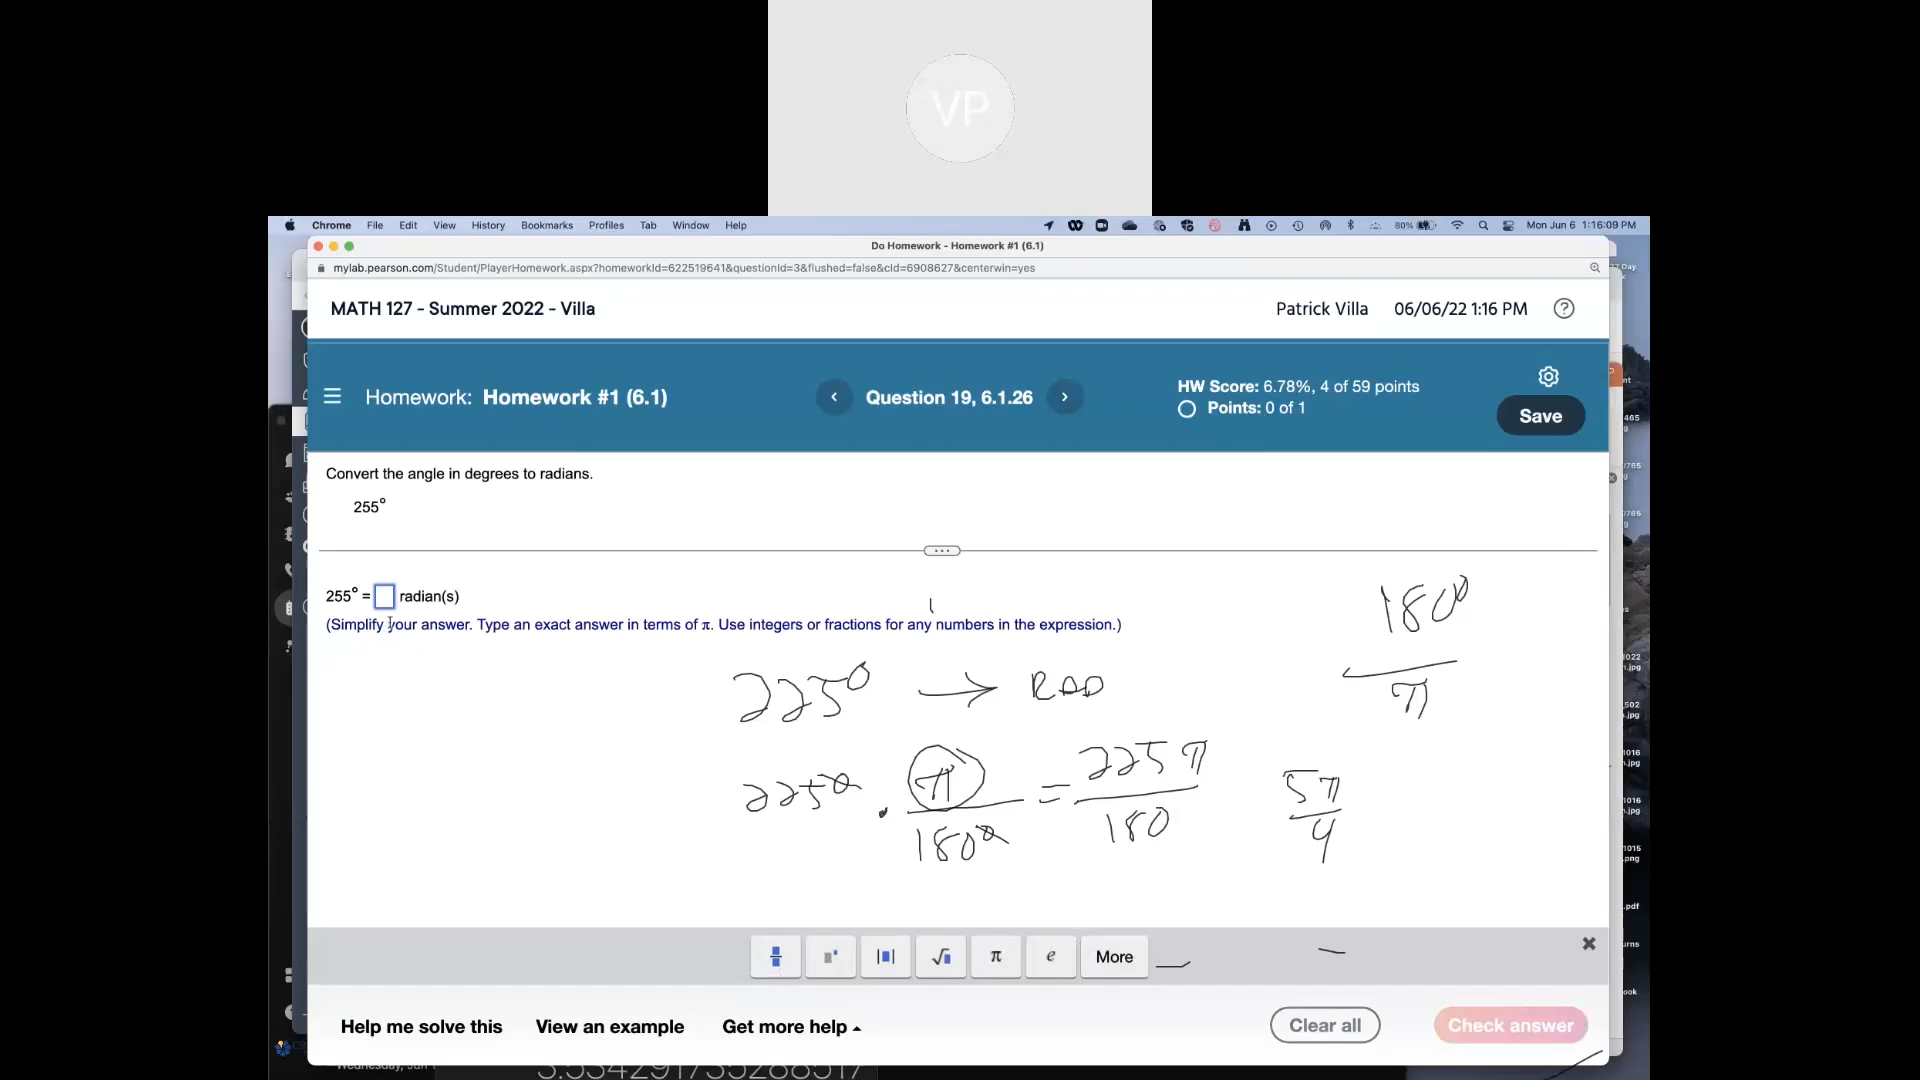 VP
Chrome File Edit View History Bookmarks Profiles Tab Window Help 80% Mon Jun 6 1:16:09 PM
Do Homework - Homework #1 (6.1)
mylab.pearson.com/Student/PlayerHomework.aspx?homeworkId=622519641&questionId=3&flushed=false&cId=6908627&centerwin=yes
MATH 127 - Summer 2022 - Villa Patrick Villa 06/06/22 1:16 PM ?
Homework: Homework #1 (6.1) Question 19, 6.1.26 HW Score: 6.78%, 4 of 59 points
Points: 0 of 1
Save
Convert the angle in degrees to radians.
255°
255° = radian(s)
(Simplify your answer. Type an exact answer in terms of π. Use integers or fractions for any numbers in the expression.)
180°
π
225° → RAD
225° · π = 225 π 5π
180° 180 4
π e More
Help me solve this View an example Get more help Clear all Check answer
3.534291735288517